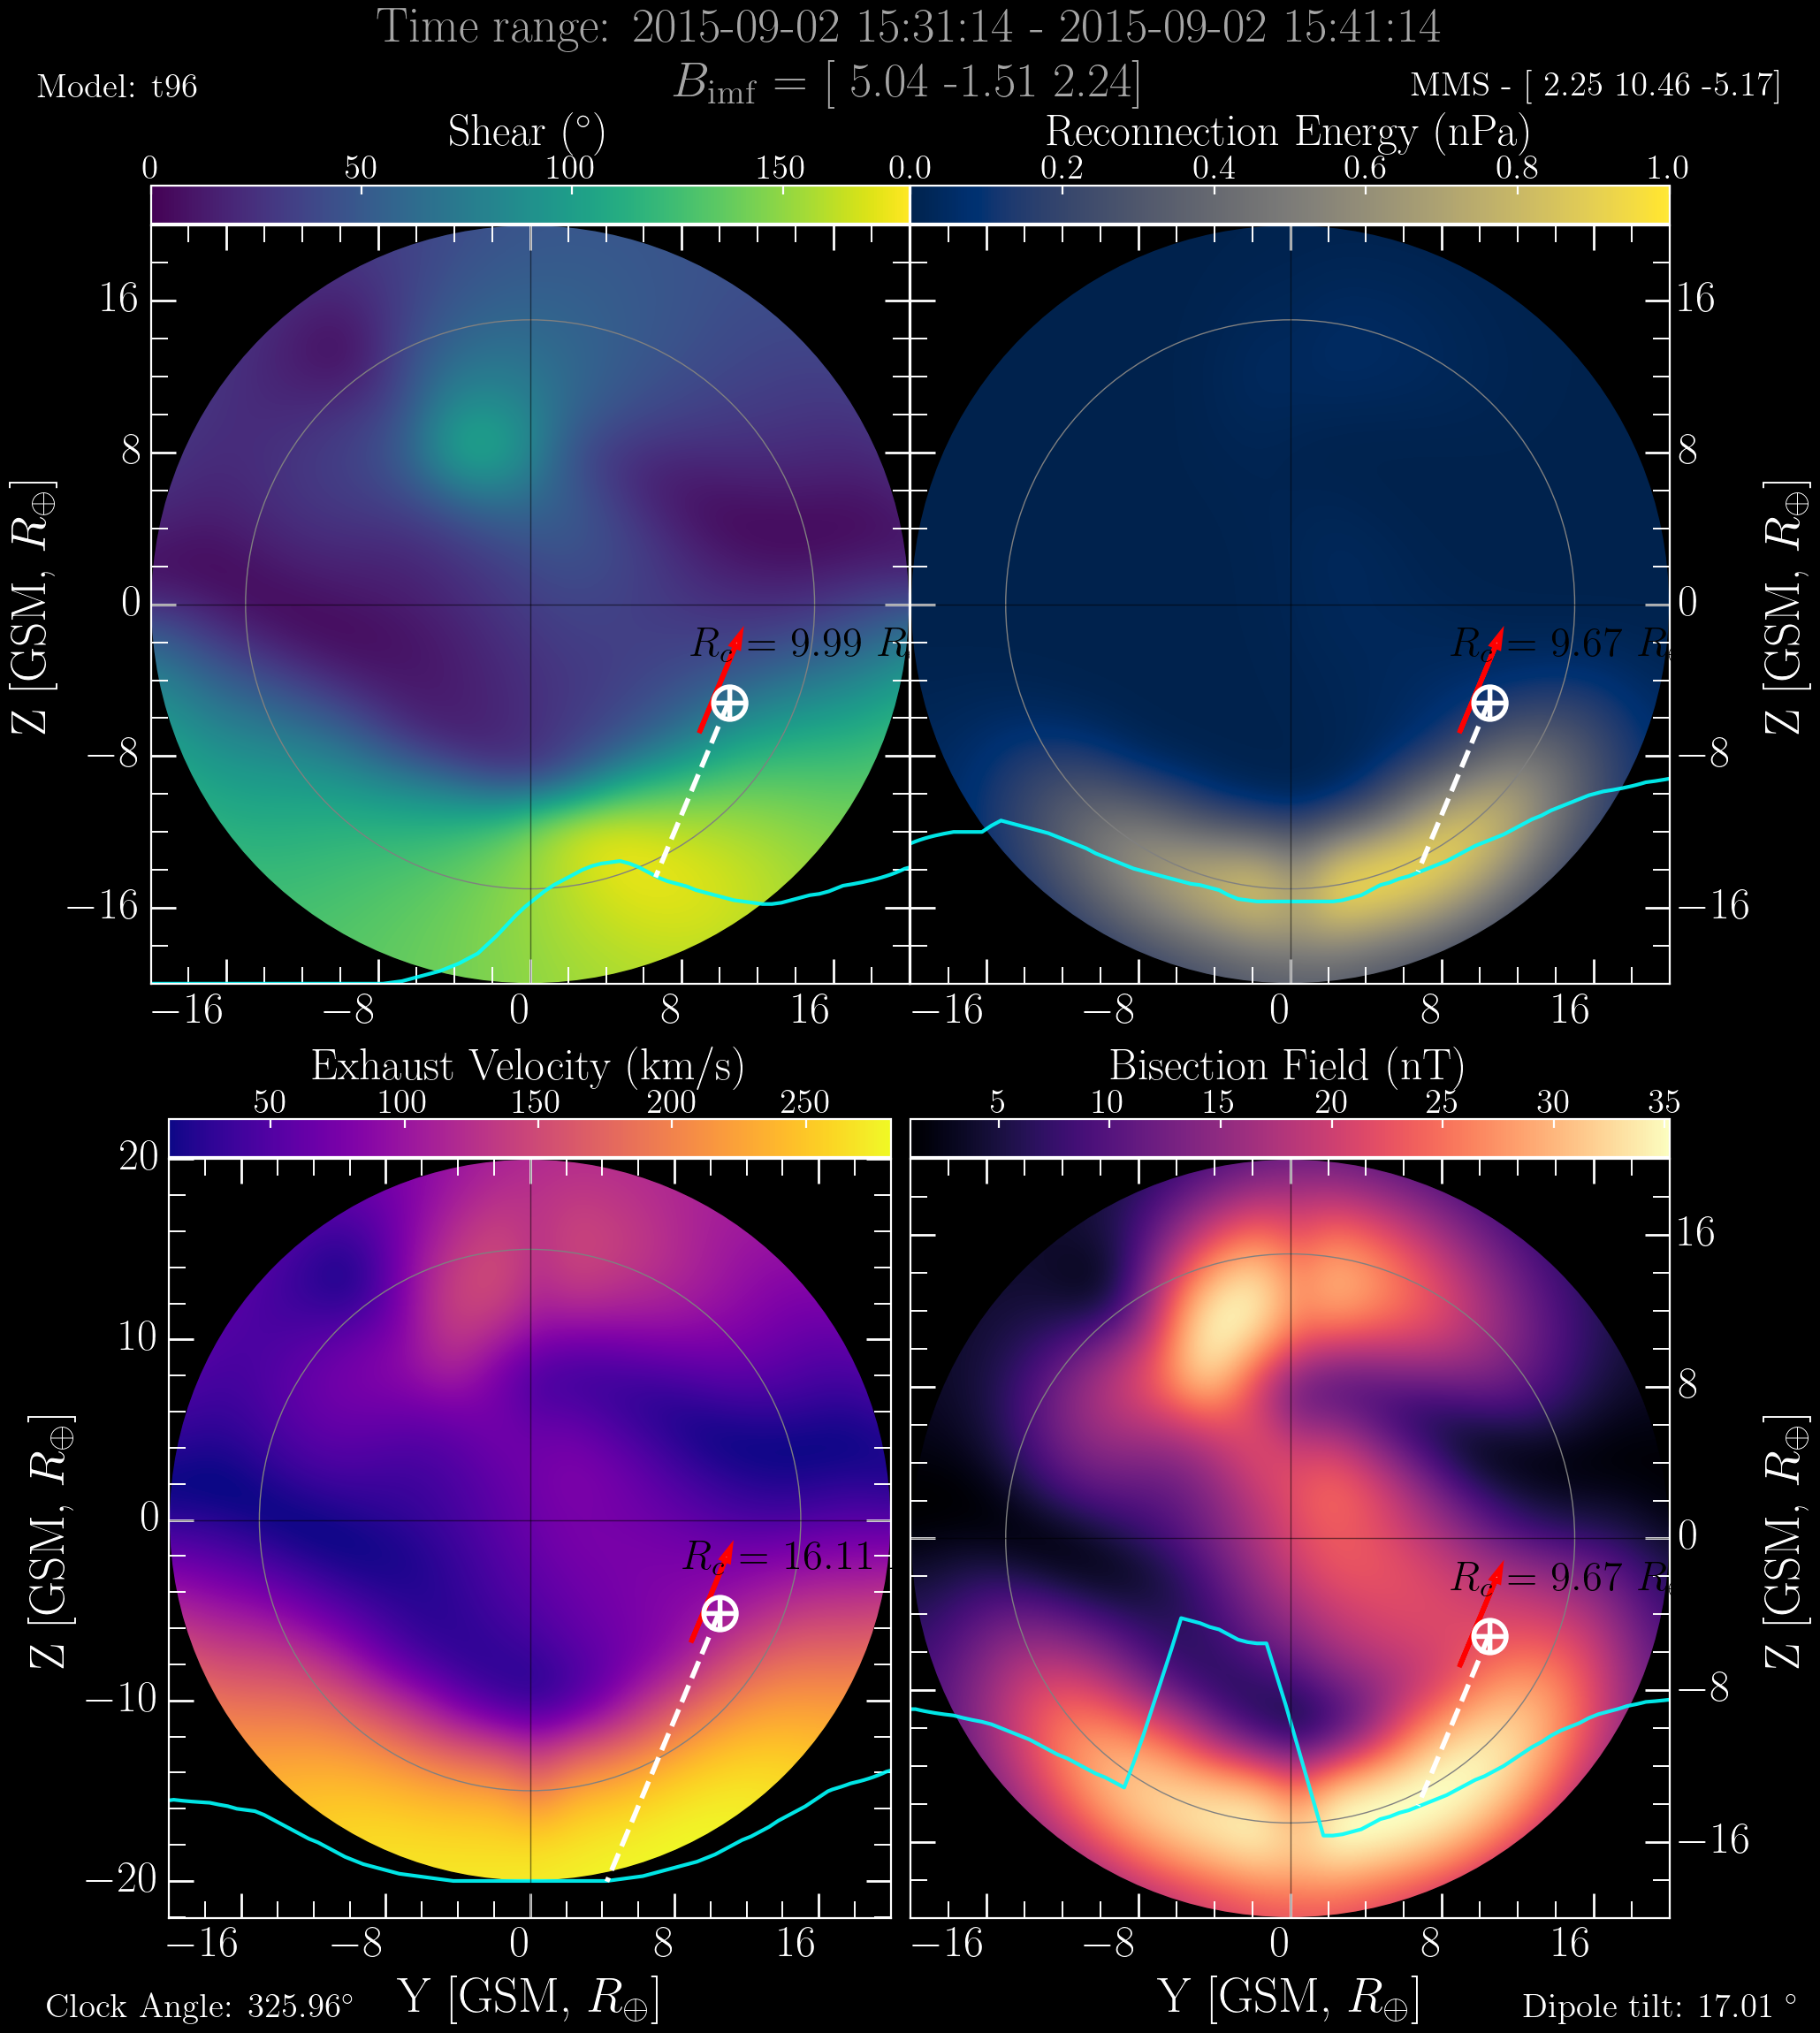 Time range: 2015-09-02 15:31:14 - 2015-09-02 15:41:14
Model: t96
B_imf = [ 5.04 -1.51 2.24]
MMS - [ 2.25 10.46 -5.17]
Shear (°)
Reconnection Energy (nPa)
0 50 100 150
0.0 0.2 0.4 0.6 0.8 1.0
16
8
0
−8
−16
Z [GSM, R⊕]
R_c = 9.99 R
R_c = 9.67 R
16
8
0
−8
−16
Z [GSM, R⊕]
−16 −8 0 8 16
−16 −8 0 8 16
Exhaust Velocity (km/s)
Bisection Field (nT)
50 100 150 200 250
5 10 15 20 25 30 35
20
10
0
−10
−20
Z [GSM, R⊕]
R_c = 16.11
R_c = 9.67 R
16
8
0
−8
−16
Z [GSM, R⊕]
−16 −8 0 8 16
−16 −8 0 8 16
Y [GSM, R⊕]
Y [GSM, R⊕]
Clock Angle: 325.96°
Dipole tilt: 17.01 °